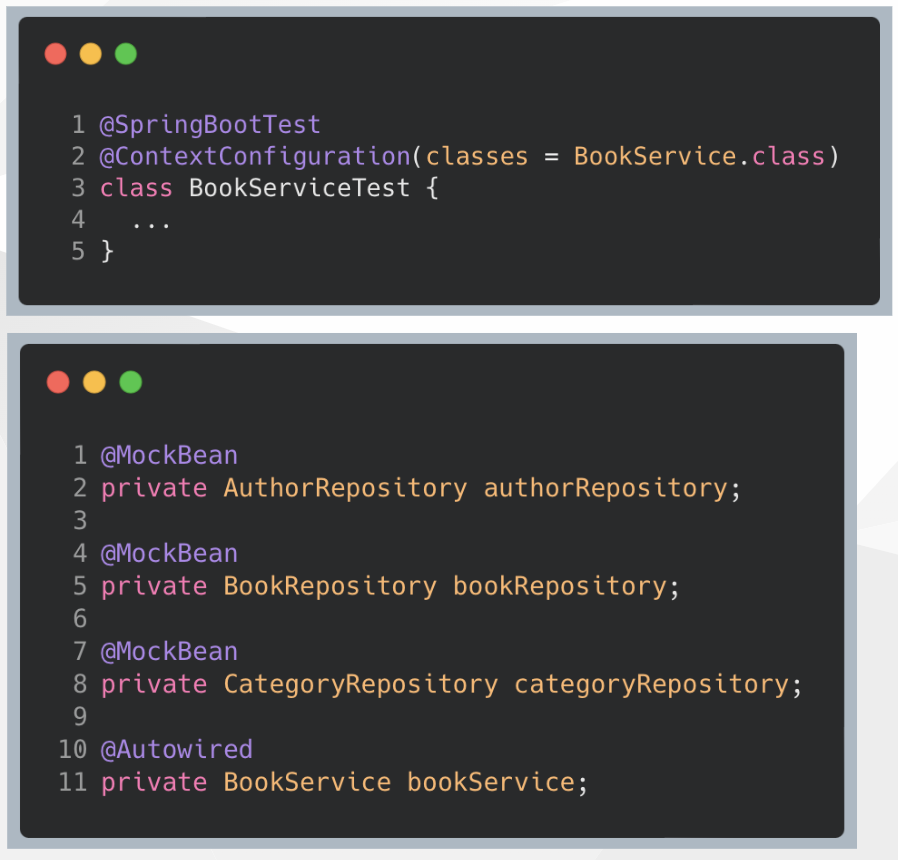 1 @SpringBootTest
2 @ContextConfiguration(classes = BookService.class)
3 class BookServiceTest {
4   ...
5 }
1 @MockBean
2 private AuthorRepository authorRepository;
3
4 @MockBean
5 private BookRepository bookRepository;
6
7 @MockBean
8 private CategoryRepository categoryRepository;
9
10 @Autowired
11 private BookService bookService;